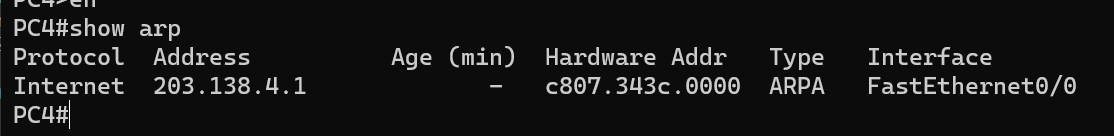 PC4>en
PC4#show arp
Protocol  Address          Age (min)  Hardware Addr   Type   Interface
Internet  203.138.4.1             -   c807.343c.0000  ARPA   FastEthernet0/0
PC4#